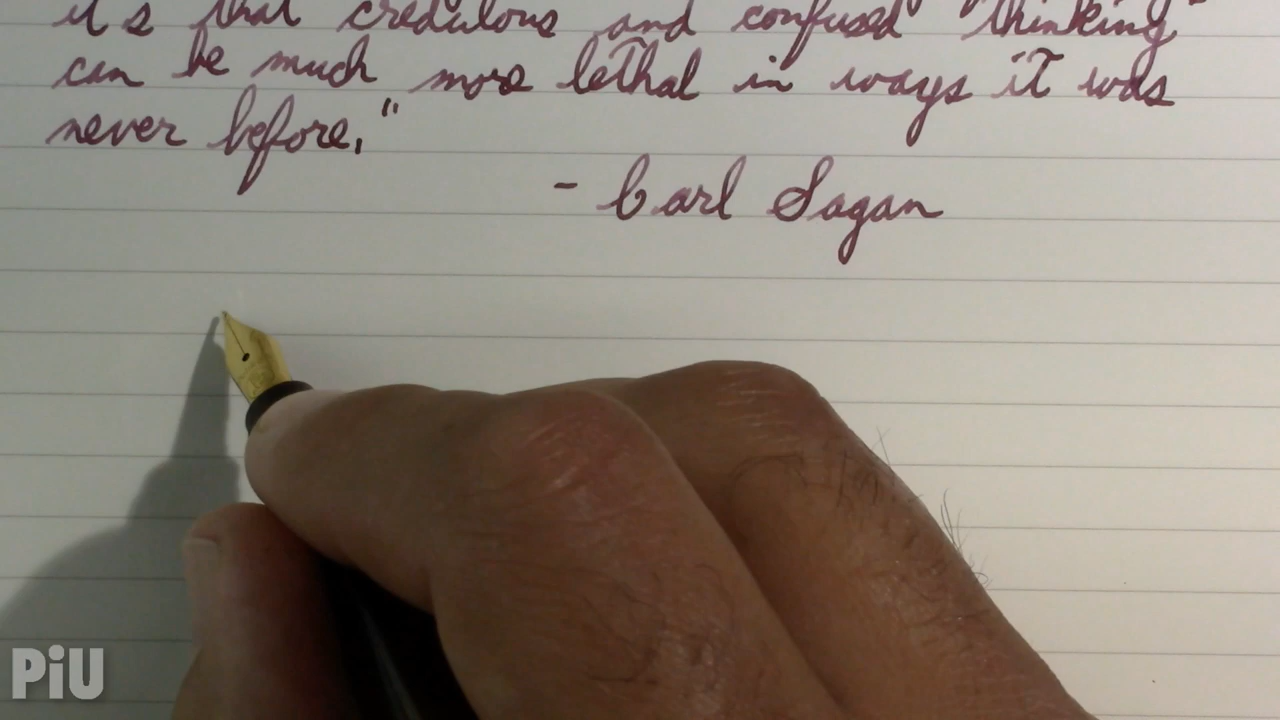 it's that credulous and confused "thinking"
can be much more lethal in ways it was
never before."
- Carl Sagan
PiU